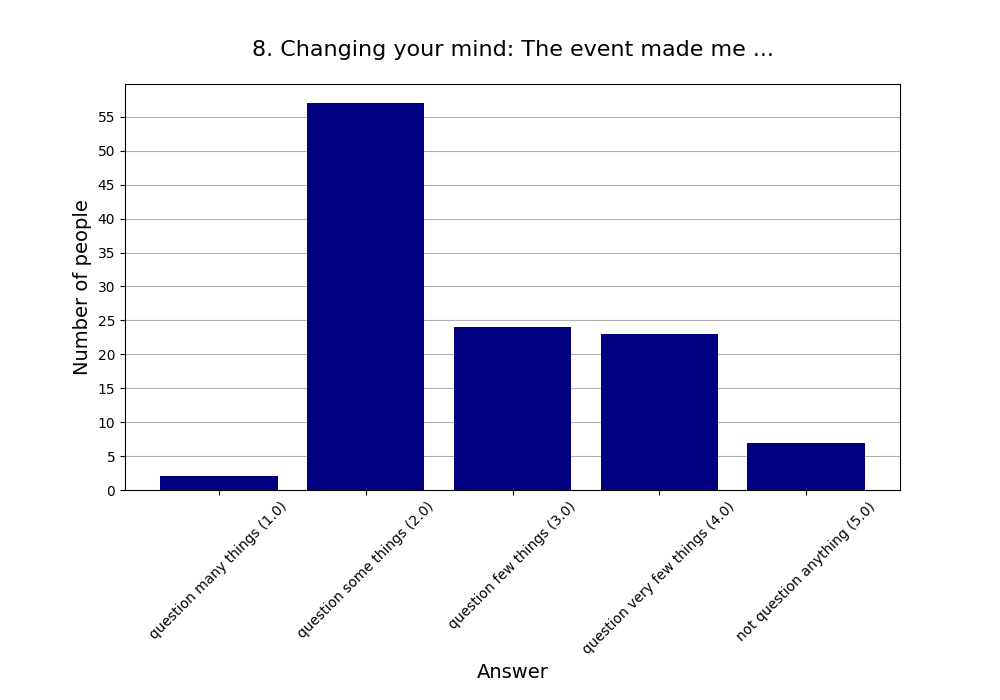 8. Changing your mind: The event made me ...
Number of people
55
50
45
40
35
30
25
20
15
10
5
0
question many things (1.0)
question some things (2.0)
question few things (3.0)
question very few things (4.0)
not question anything (5.0)
Answer